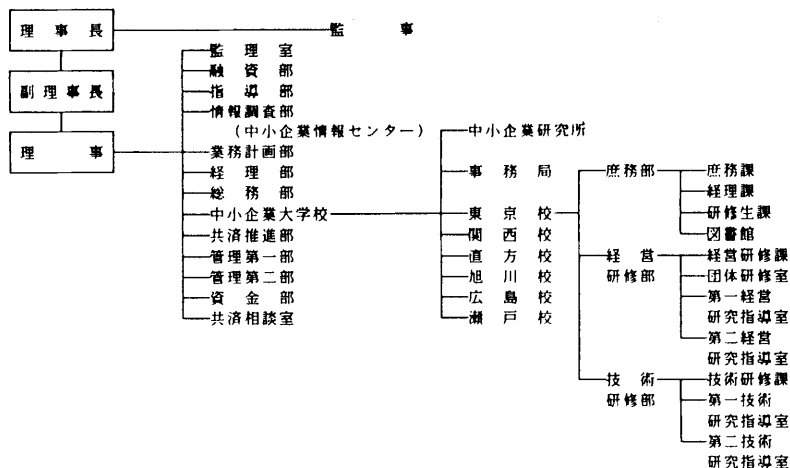 理事長
監事
副理事長
理事
監理室
融資部
指導部
情報調査部
(中小企業情報センター)
業務計画部
経理部
総務部
中小企業大学校
共済推進部
管理第一部
管理第二部
資金部
共済相談室
中小企業研究所
事務局
東京校
関西校
直方校
旭川校
広島校
瀬戸校
庶務部
庶務課
経理課
研修生課
図書館
経営
研修部
経営研修課
団体研修室
第一経営
研究指導室
第二経営
研究指導室
技術
研修部
技術研修課
第一技術
研究指導室
第二技術
研究指導室